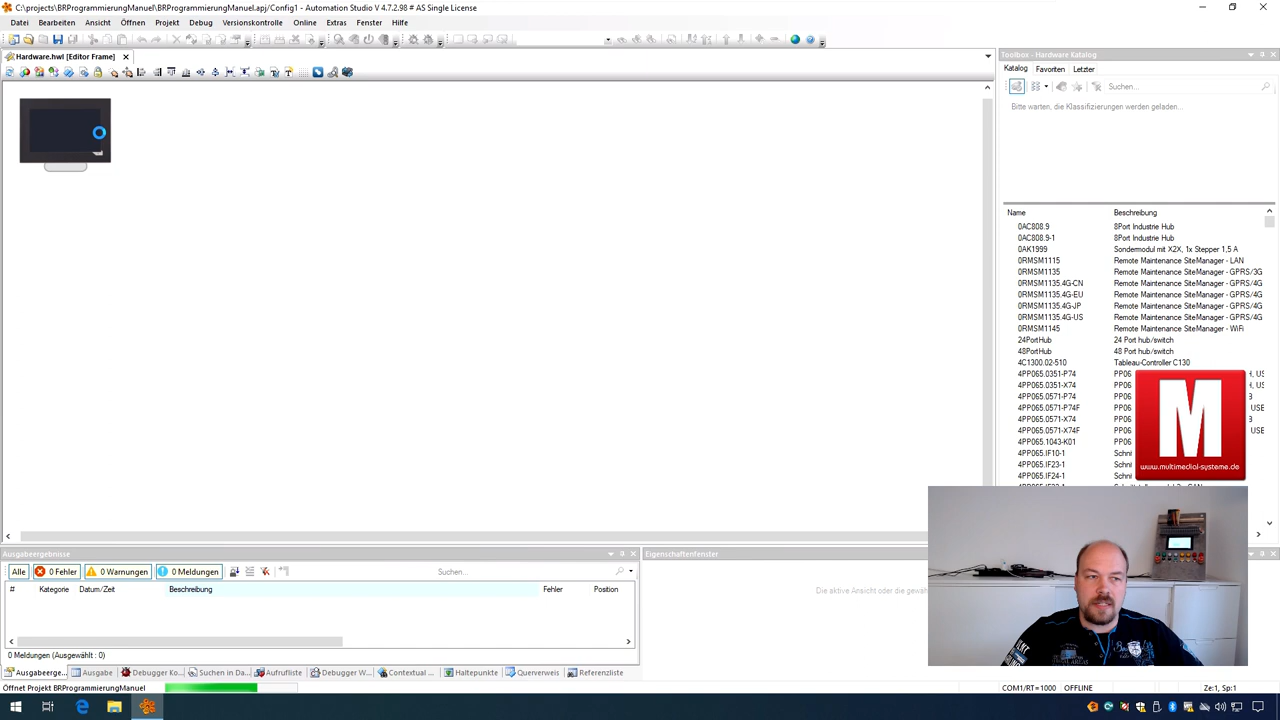 C:\projects\BRProgrammierungManuel\BRProgrammierungManuel.apj/Config1 - Automation Studio V 4.7.2.98 # AS Single License
Datei Bearbeiten Ansicht Öffnen Projekt Debug Versionskontrolle Online Extras Fenster Hilfe
Hardware.hwl [Editor Frame]
Toolbox - Hardware Katalog
Katalog Favoriten Letzter
Suchen...
Bitte warten, die Klassifizierungen werden geladen...
Name Beschreibung
0AC808.9 8Port Industrie Hub
0AC808.9-1 8Port Industrie Hub
0AK1999 Sondermodul mit X2X, 1x Stepper 1,5 A
0RMSM1115 Remote Maintenance SiteManager - LAN
0RMSM1135 Remote Maintenance SiteManager - GPRS/3G
0RMSM1135.4G-CN Remote Maintenance SiteManager - GPRS/4G
0RMSM1135.4G-EU Remote Maintenance SiteManager - GPRS/4G
0RMSM1135.4G-JP Remote Maintenance SiteManager - GPRS/4G
0RMSM1135.4G-US Remote Maintenance SiteManager - GPRS/4G
0RMSM1145 Remote Maintenance SiteManager - WiFi
24PortHub 24 Port hub/switch
48PortHub 48 Port hub/switch
4C1300.02-510 Tableau-Controller C130
4PP065.0351-P74 PP06 H, US
4PP065.0351-X74 PP06
4PP065.0571-P74 PP06 B
4PP065.0571-P74F PP06 USB
4PP065.0571-X74 PP06 B
4PP065.0571-X74F PP06 USE
4PP065.1043-K01 PP06
4PP065.IF10-1 Schni
4PP065.IF23-1 Schni
4PP065.IF24-1 Schni
M
www.multimedial-systeme.de
Ausgabeergebnisse
Alle 0 Fehler 0 Warnungen 0 Meldungen Suchen...
# Kategorie Datum/Zeit Beschreibung Fehler Position
0 Meldungen (Ausgewählt : 0)
Ausgabeerge... Ausgabe Debugger Ko... Suchen in Da... Aufrufliste Debugger W... Contextual ... Haltepunkte Querverweis Referenzliste
Eigenschaftenfenster
Die aktive Ansicht oder die gewäh
Öffnet Projekt BRProgrammierungManuel
COM1/RT=1000 OFFLINE Ze:1, Sp:1